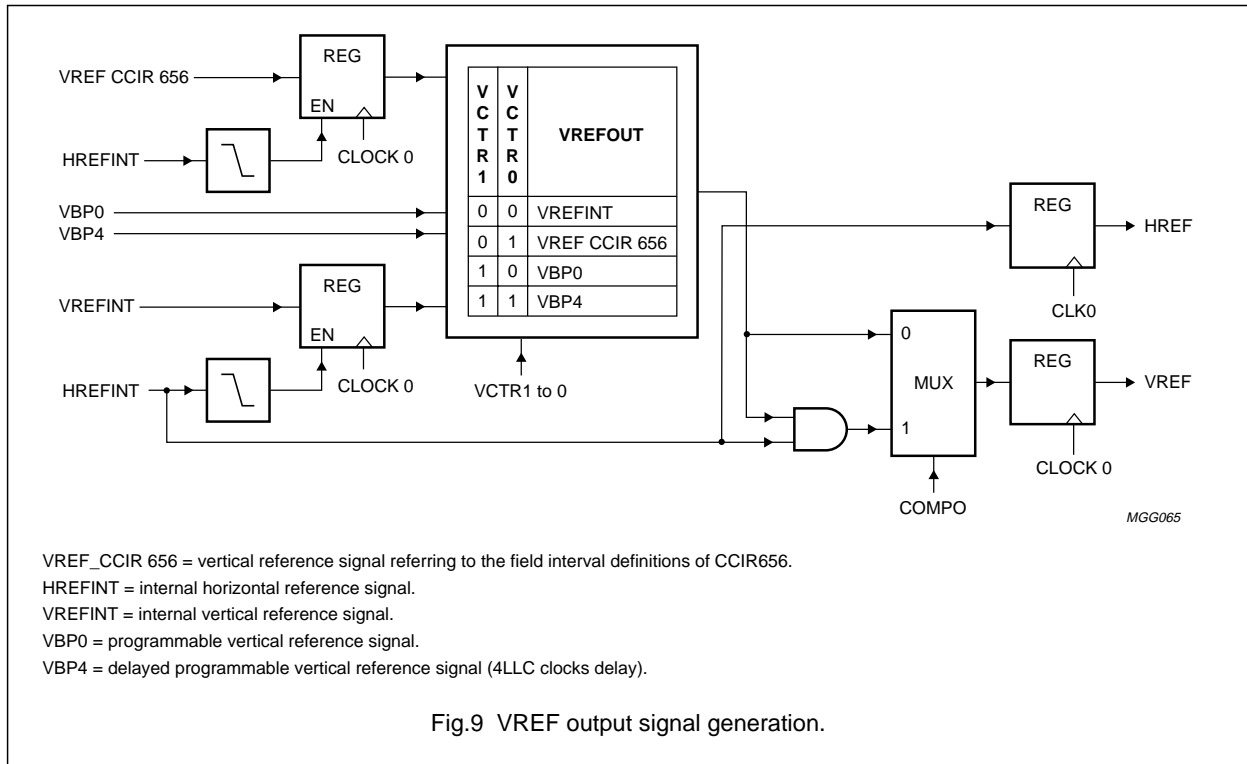 REG
VREF CCIR 656
EN
CLOCK 0
HREFINT
VBP0
VBP4
REG
VREFINT
EN
CLOCK 0
HREFINT
VCTR1 VCTR0 VREFOUT
0 0 VREFINT
0 1 VREF CCIR 656
1 0 VBP0
1 1 VBP4
VCTR1 to 0
REG
HREF
CLK0
0
MUX
1
COMPO
REG
VREF
CLOCK 0
MGG065
VREF_CCIR 656 = vertical reference signal referring to the field interval definitions of CCIR656.
HREFINT = internal horizontal reference signal.
VREFINT = internal vertical reference signal.
VBP0 = programmable vertical reference signal.
VBP4 = delayed programmable vertical reference signal (4LLC clocks delay).
Fig.9 VREF output signal generation.